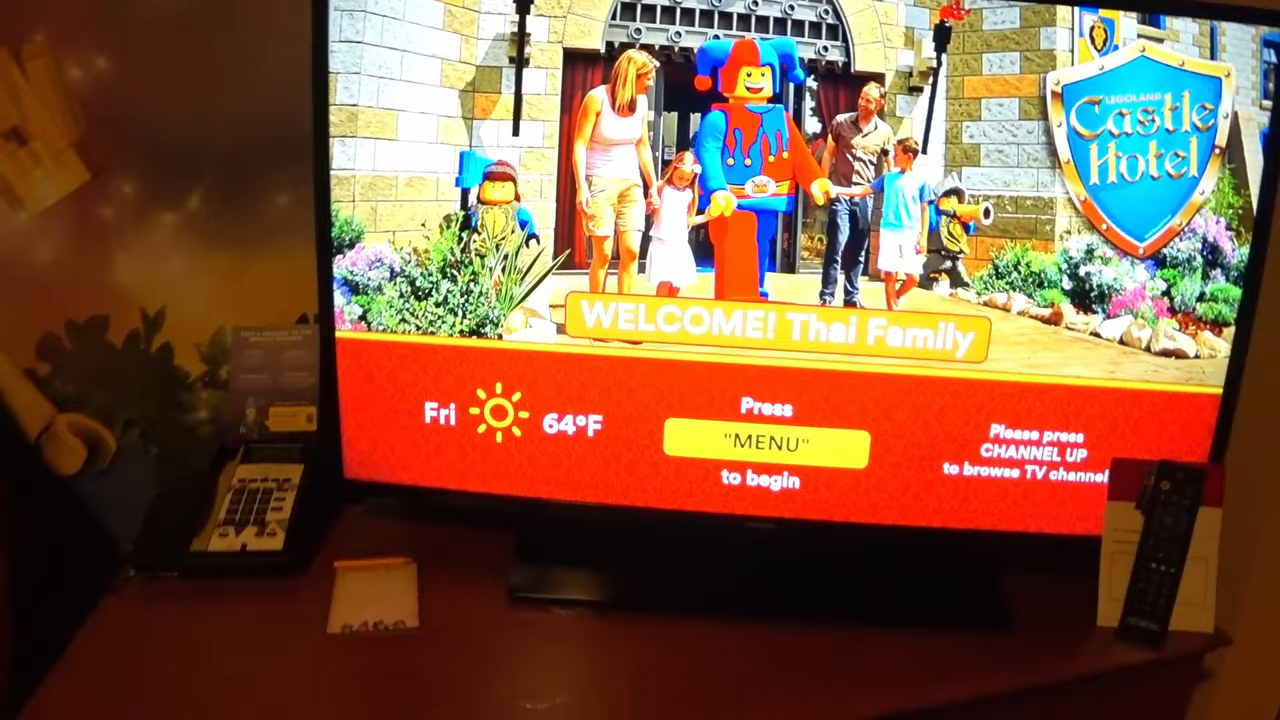 LEGOLAND
Castle
Hotel
WELCOME! Thai Family
Fri
64°F
Press
"MENU"
to begin
Please press
CHANNEL UP
to browse TV channel